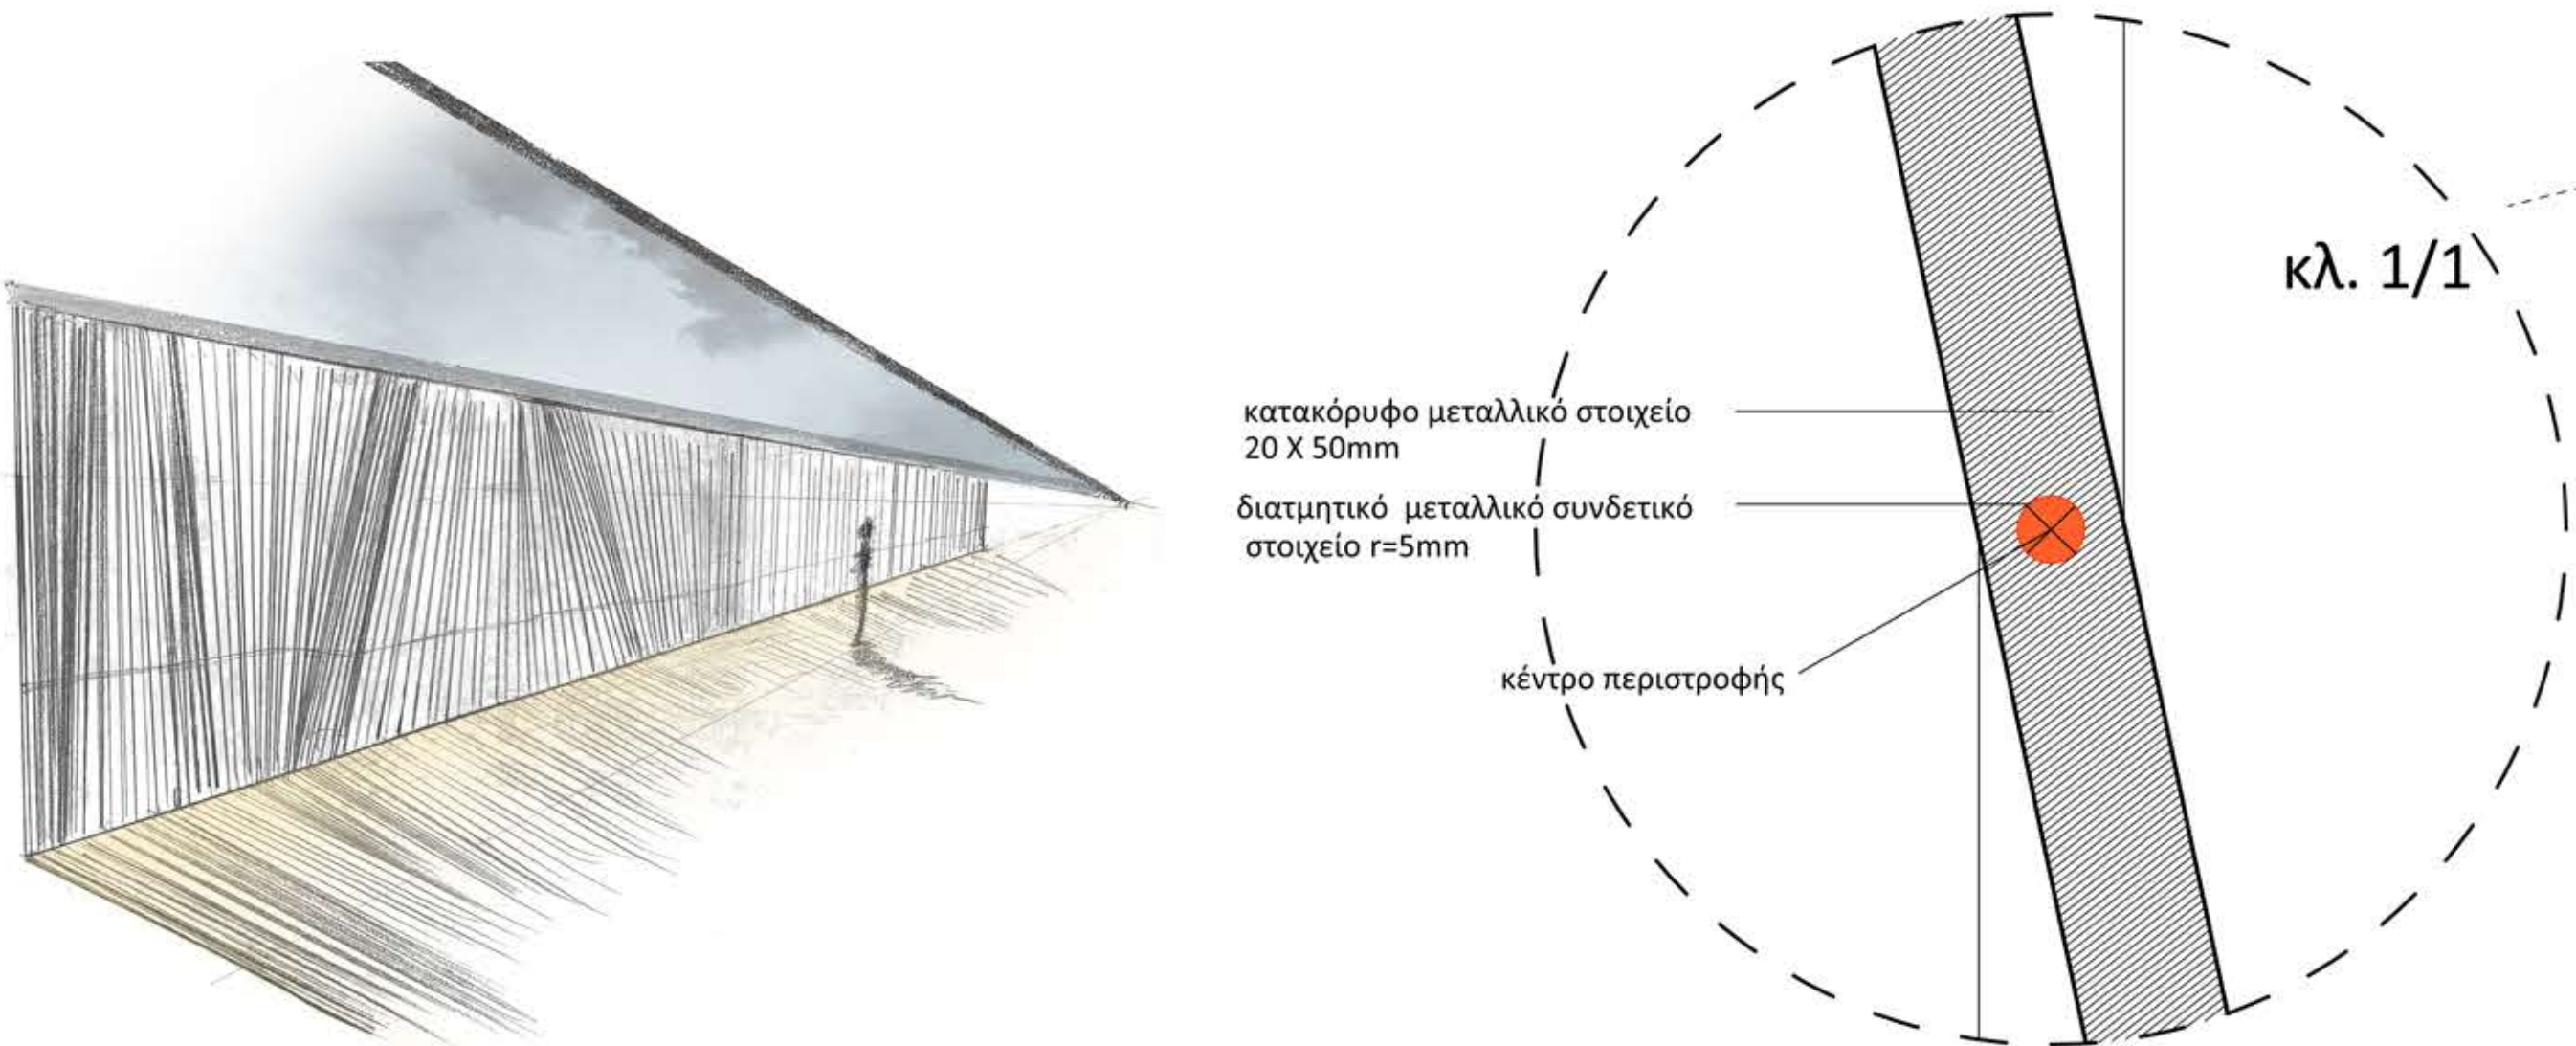 κλ. 1/1
κατακόρυφο μεταλλικό στοιχείο
20 X 50mm
διατμητικό μεταλλικό συνδετικό
στοιχείο r=5mm
κέντρο περιστροφής